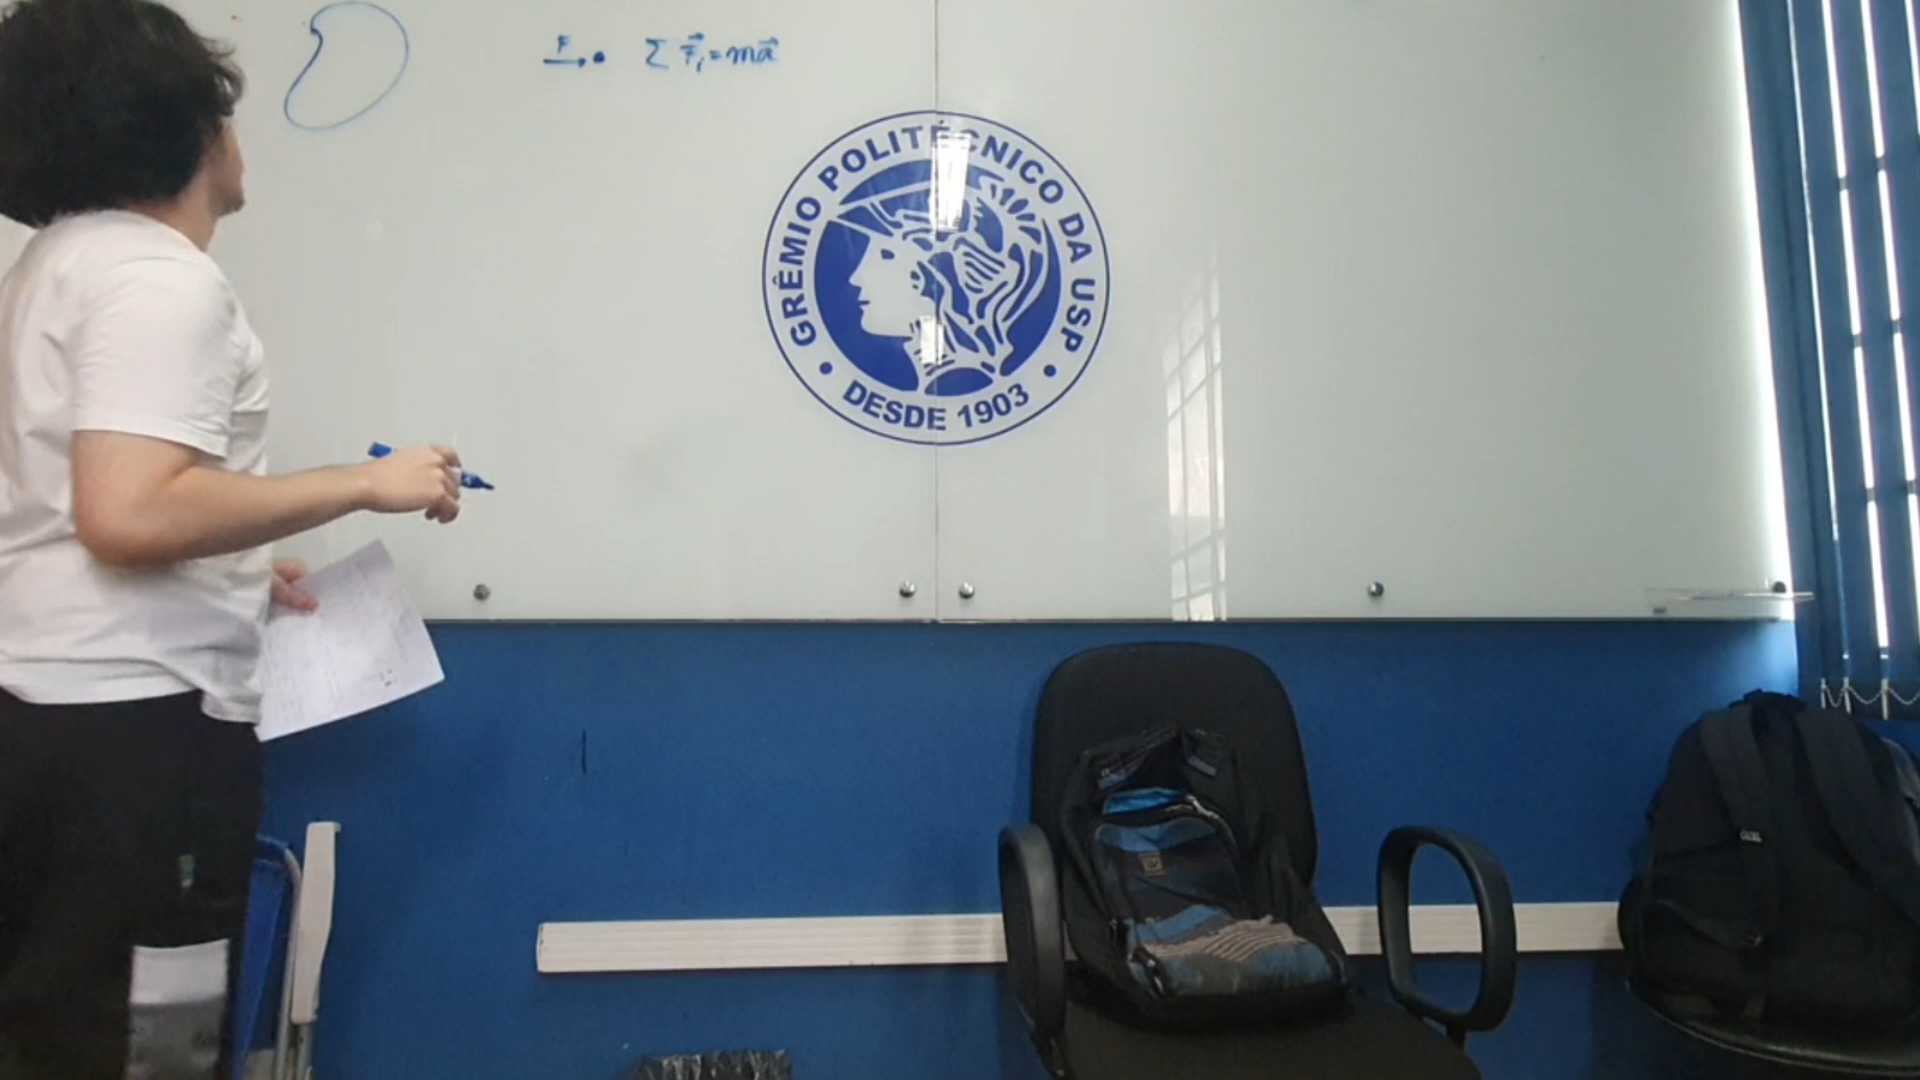 F Σ F⃗ᵢ = ma⃗
GRÊMIO POLITÉCNICO DA USP
DESDE 1903